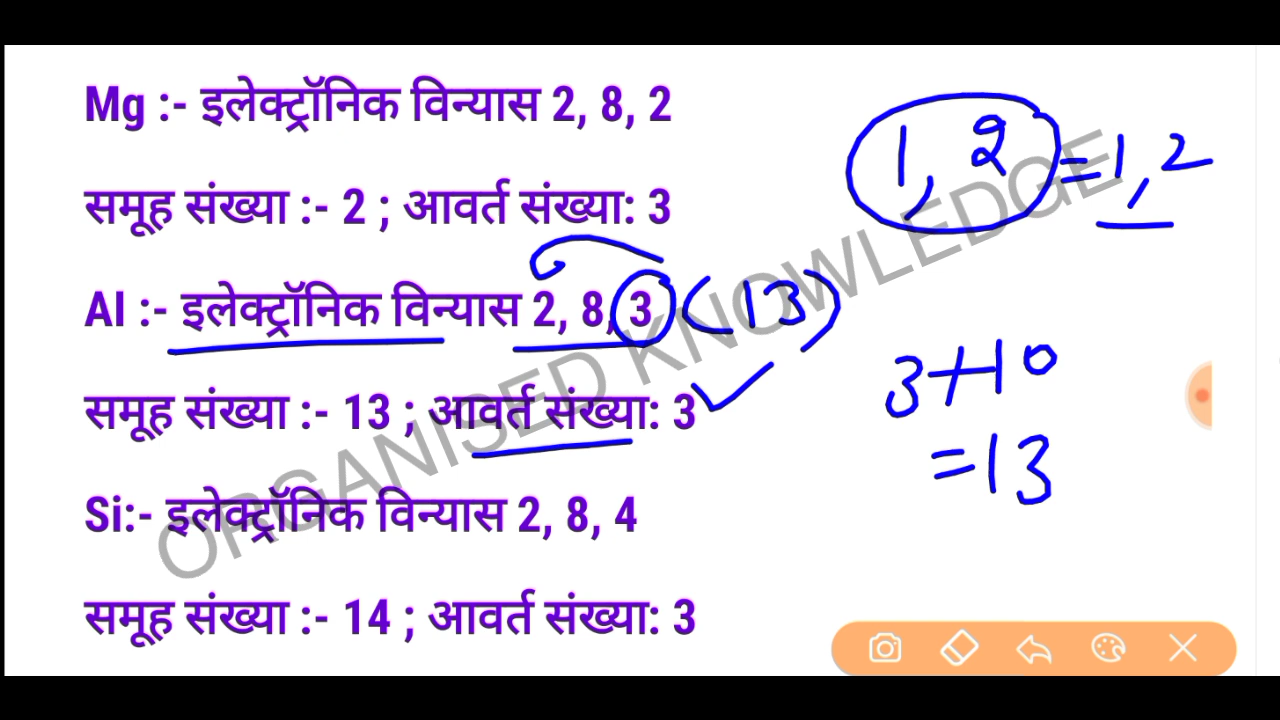 Mg :- इलेक्ट्रॉनिक विन्यास 2, 8, 2
1, 2 = 1, 2
समूह संख्या :- 2 ; आवर्त संख्या: 3
Al :- इलेक्ट्रॉनिक विन्यास 2, 8, 3 (13)
3+10
समूह संख्या :- 13 ; आवर्त संख्या: 3
=13
Si:- इलेक्ट्रॉनिक विन्यास 2, 8, 4
समूह संख्या :- 14 ; आवर्त संख्या: 3
ORGANISED KNOWLEDGE